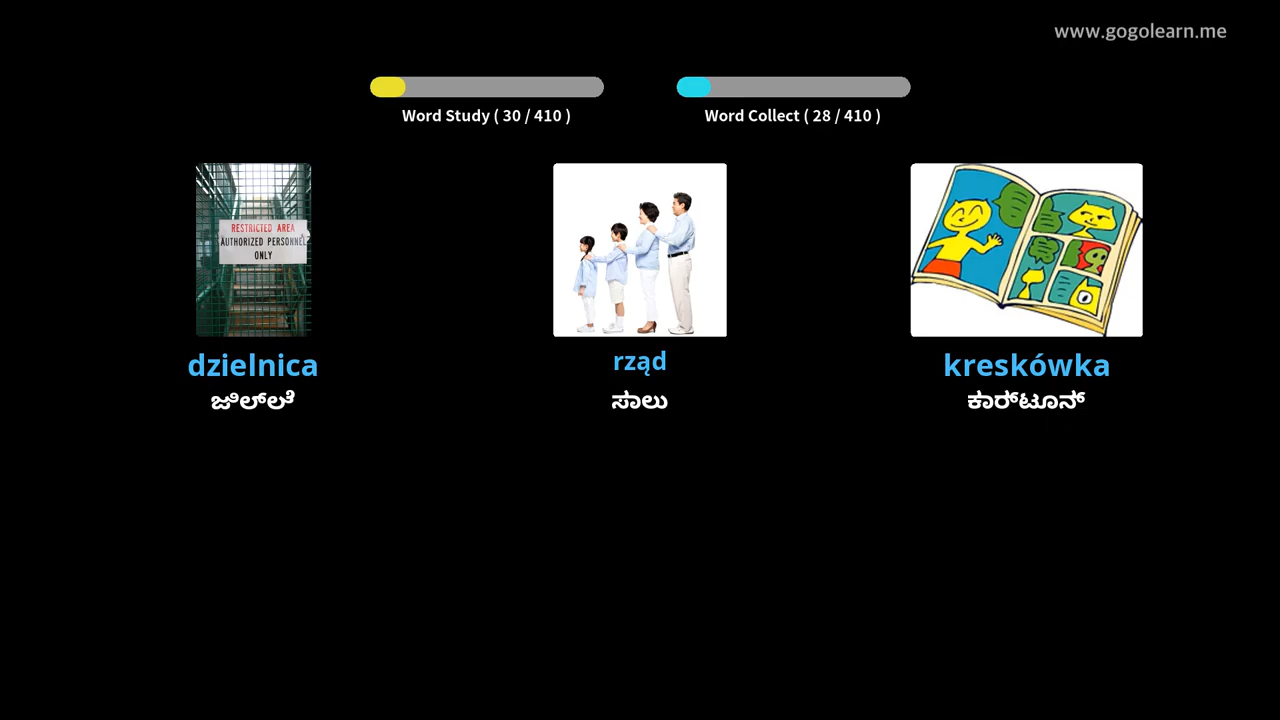 www.gogolearn.me
Word Study ( 30 / 410 )
Word Collect ( 28 / 410 )
RESTRICTED AREA
AUTHORIZED PERSONNEL
ONLY
dzielnica
rząd
kreskówka
ಜಿಲ್ಲೆ
ಸಾಲು
ಕಾರ್ಟೂನ್